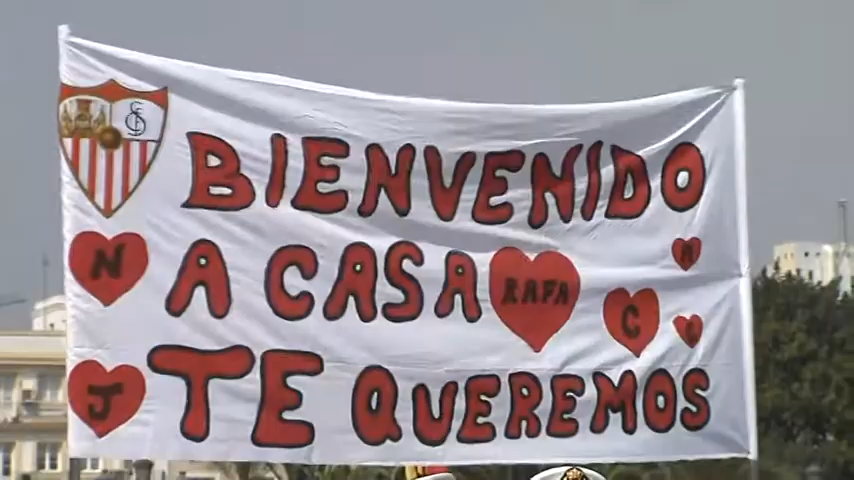 BIENVENIDO
A CASA RAFA
TE QUEREMOS
N
J
C